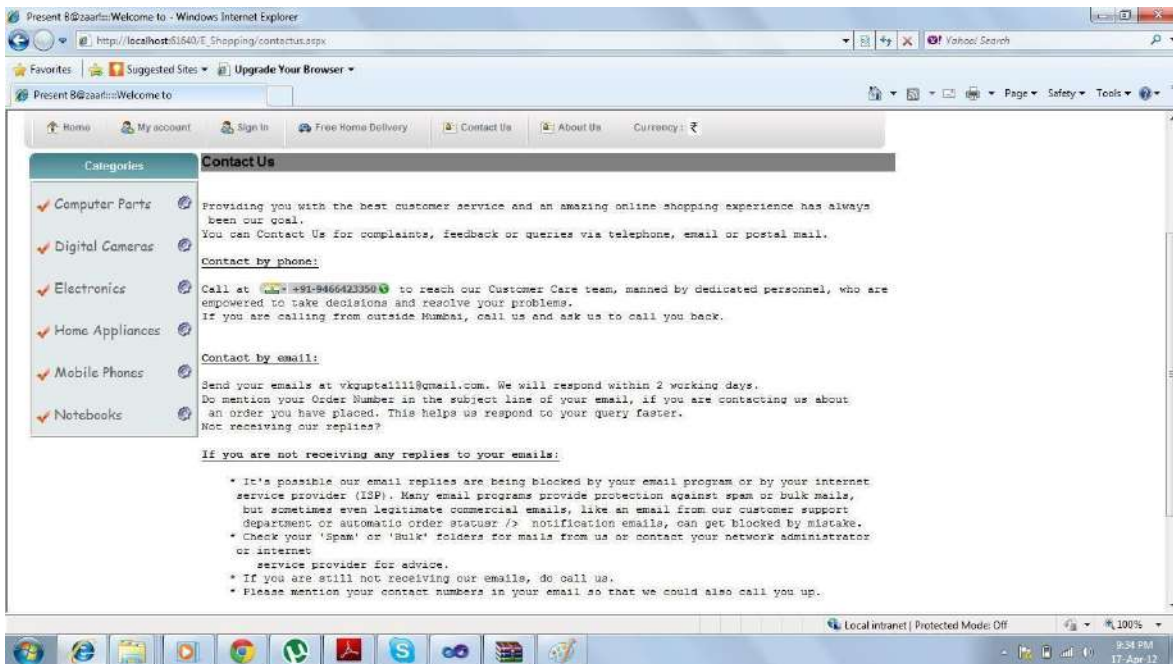 Present B@zaar!:::Welcome to - Windows Internet Explorer
http://localhost:61640/E_Shopping/contactus.aspx
Yahoo! Search
Favorites Suggested Sites Upgrade Your Browser
Present B@zaar!:::Welcome to
Page Safety Tools
Home My account Sign In Free Home Delivery Contact Us About Us Currency : ₹
Categories
Computer Parts
Digital Cameras
Electronics
Home Appliances
Mobile Phones
Notebooks
Contact Us
Providing you with the best customer service and an amazing online shopping experience has always
been our goal.
You can Contact Us for complaints, feedback or queries via telephone, email or postal mail.
Contact by phone:
Call at +91-9466423350 to reach our Customer Care team, manned by dedicated personnel, who are
empowered to take decisions and resolve your problems.
If you are calling from outside Mumbai, call us and ask us to call you back.
Contact by email:
Send your emails at vkgupta1111@gmail.com. We will respond within 2 working days.
Do mention your Order Number in the subject line of your email, if you are contacting us about
an order you have placed. This helps us respond to your query faster.
Not receiving our replies?
If you are not receiving any replies to your emails:
* It's possible our email replies are being blocked by your email program or by your internet
service provider (ISP). Many email programs provide protection against spam or bulk mails,
but sometimes even legitimate commercial emails, like an email from our customer support
department or automatic order statusr /> notification emails, can get blocked by mistake.
* Check your 'Spam' or 'Bulk' folders for mails from us or contact your network administrator
or internet
service provider for advice.
* If you are still not receiving our emails, do call us.
* Please mention your contact numbers in your email so that we could also call you up.
Local intranet | Protected Mode: Off 100%
9:34 PM
17-Apr-12